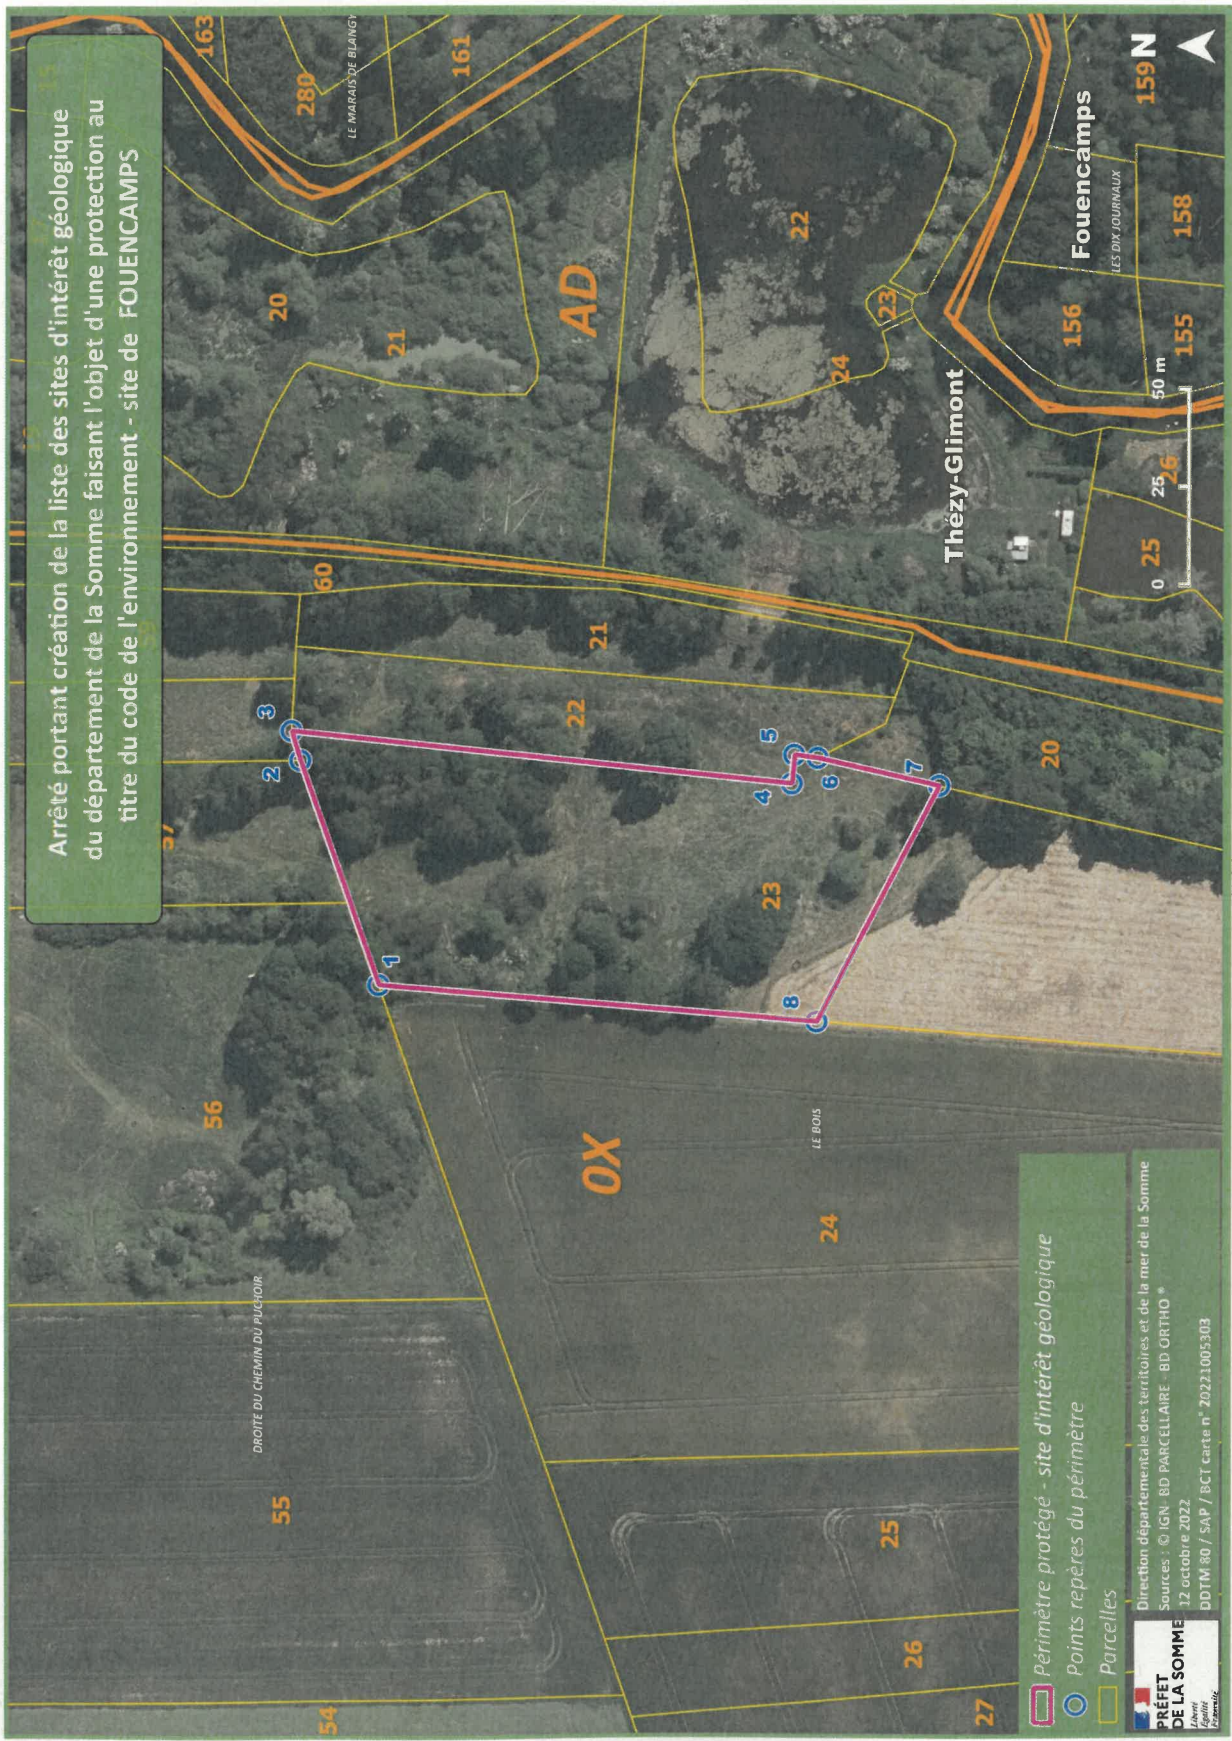 Arrêté portant création de la liste des sites d'intérêt géologique
du département de la Somme faisant l'objet d'une protection au
titre du code de l'environnement - site de FOUENCAMPS
163
280
LE MARAIS DE BLANGY
161
20
21
AD
22
23
24
60
57
56
55
54
DROITE DU CHEMIN DU PUCHOIR
1
2
3
4
5
6
7
8
21
22
23
20
OX
LE BOIS
24
25
26
27
Thézy-Glimont
Fouencamps
LES DIX JOURNAUX
159
158
156
155
26
25
N
0 25 50 m
Périmètre protégé - site d'intérêt géologique
Points repères du périmètre
Parcelles
PRÉFET
DE LA SOMME
Liberté
Égalité
Fraternité
Direction départementale des territoires et de la mer de la Somme
Sources : © IGN- BD PARCELLAIRE - BD ORTHO ®
12 octobre 2022
DDTM 80 / SAP / BCT carte n° 20221005303